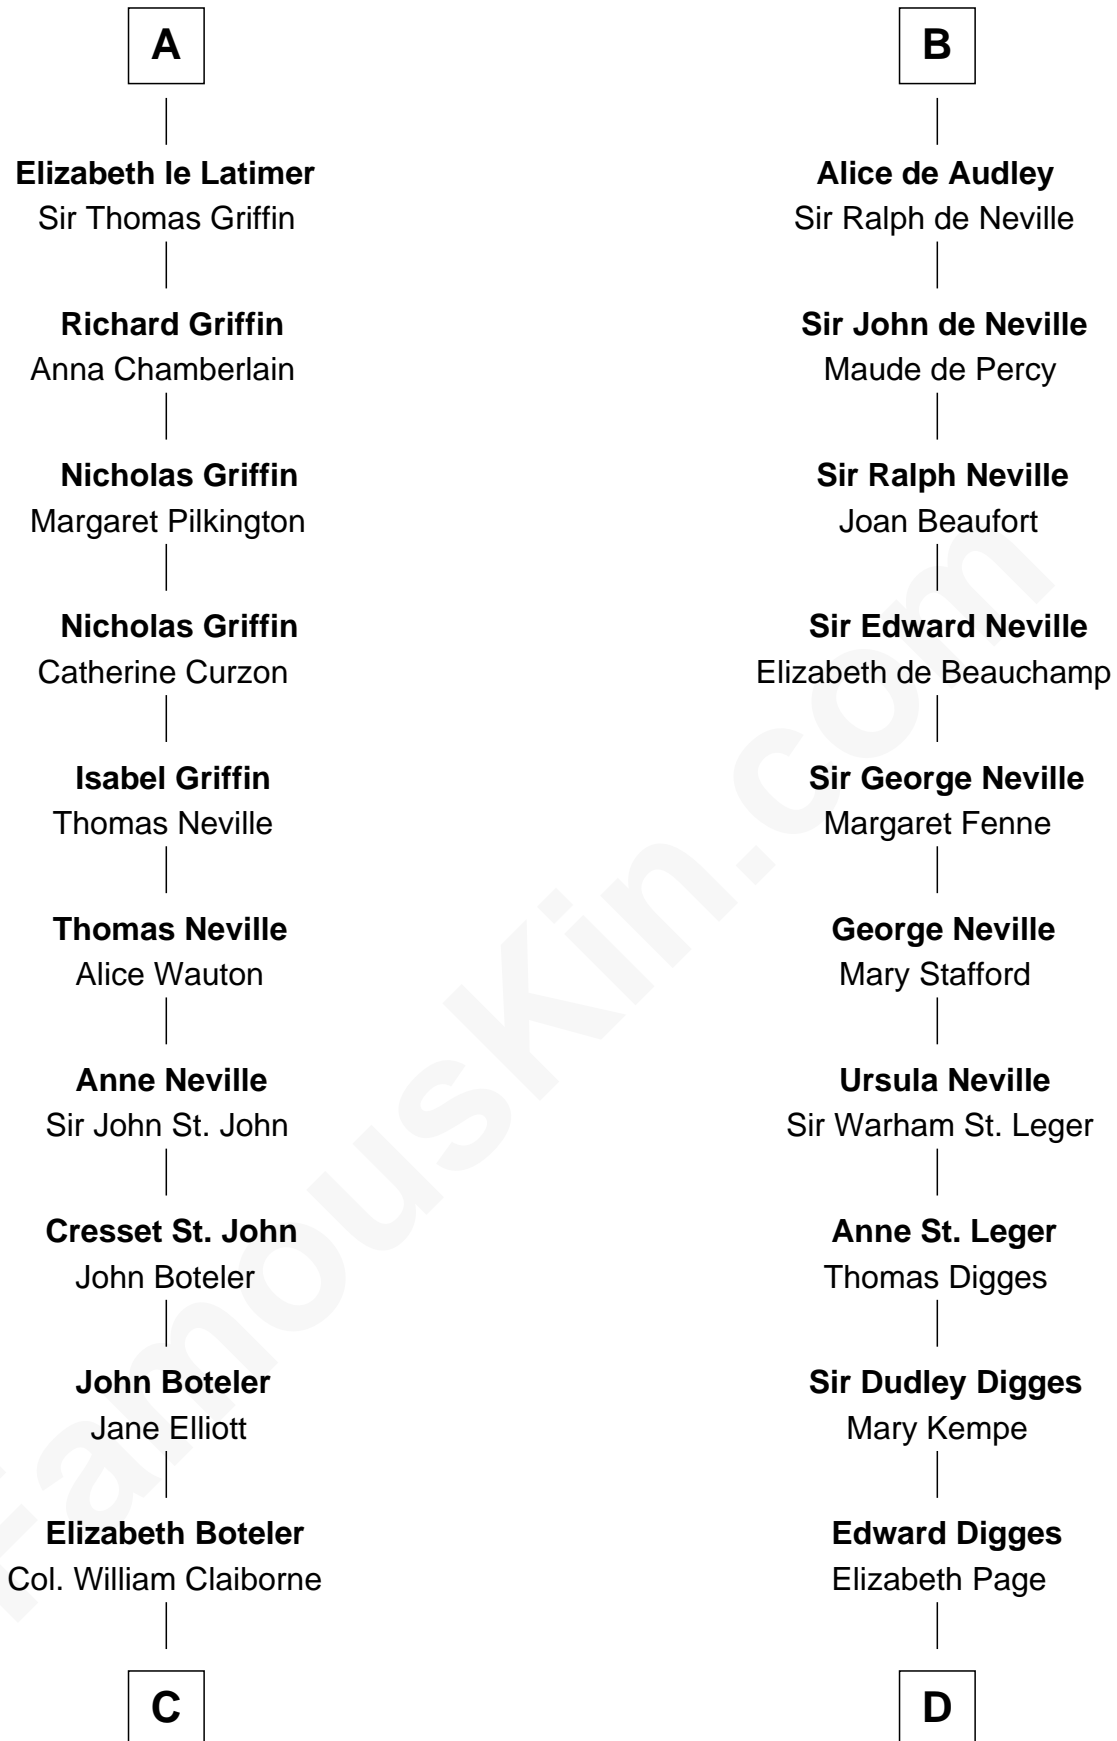 A
Elizabeth le Latimer
Sir Thomas Griffin
Richard Griffin
Anna Chamberlain
Nicholas Griffin
Margaret Pilkington
Nicholas Griffin
Catherine Curzon
Isabel Griffin
Thomas Neville
Thomas Neville
Alice Wauton
Anne Neville
Sir John St. John
Cresset St. John
John Boteler
John Boteler
Jane Elliott
Elizabeth Boteler
Col. William Claiborne
C
B
Alice de Audley
Sir Ralph de Neville
Sir John de Neville
Maude de Percy
Sir Ralph Neville
Joan Beaufort
Sir Edward Neville
Elizabeth de Beauchamp
Sir George Neville
Margaret Fenne
George Neville
Mary Stafford
Ursula Neville
Sir Warham St. Leger
Anne St. Leger
Thomas Digges
Sir Dudley Digges
Mary Kempe
Edward Digges
Elizabeth Page
D
FamousKin.com